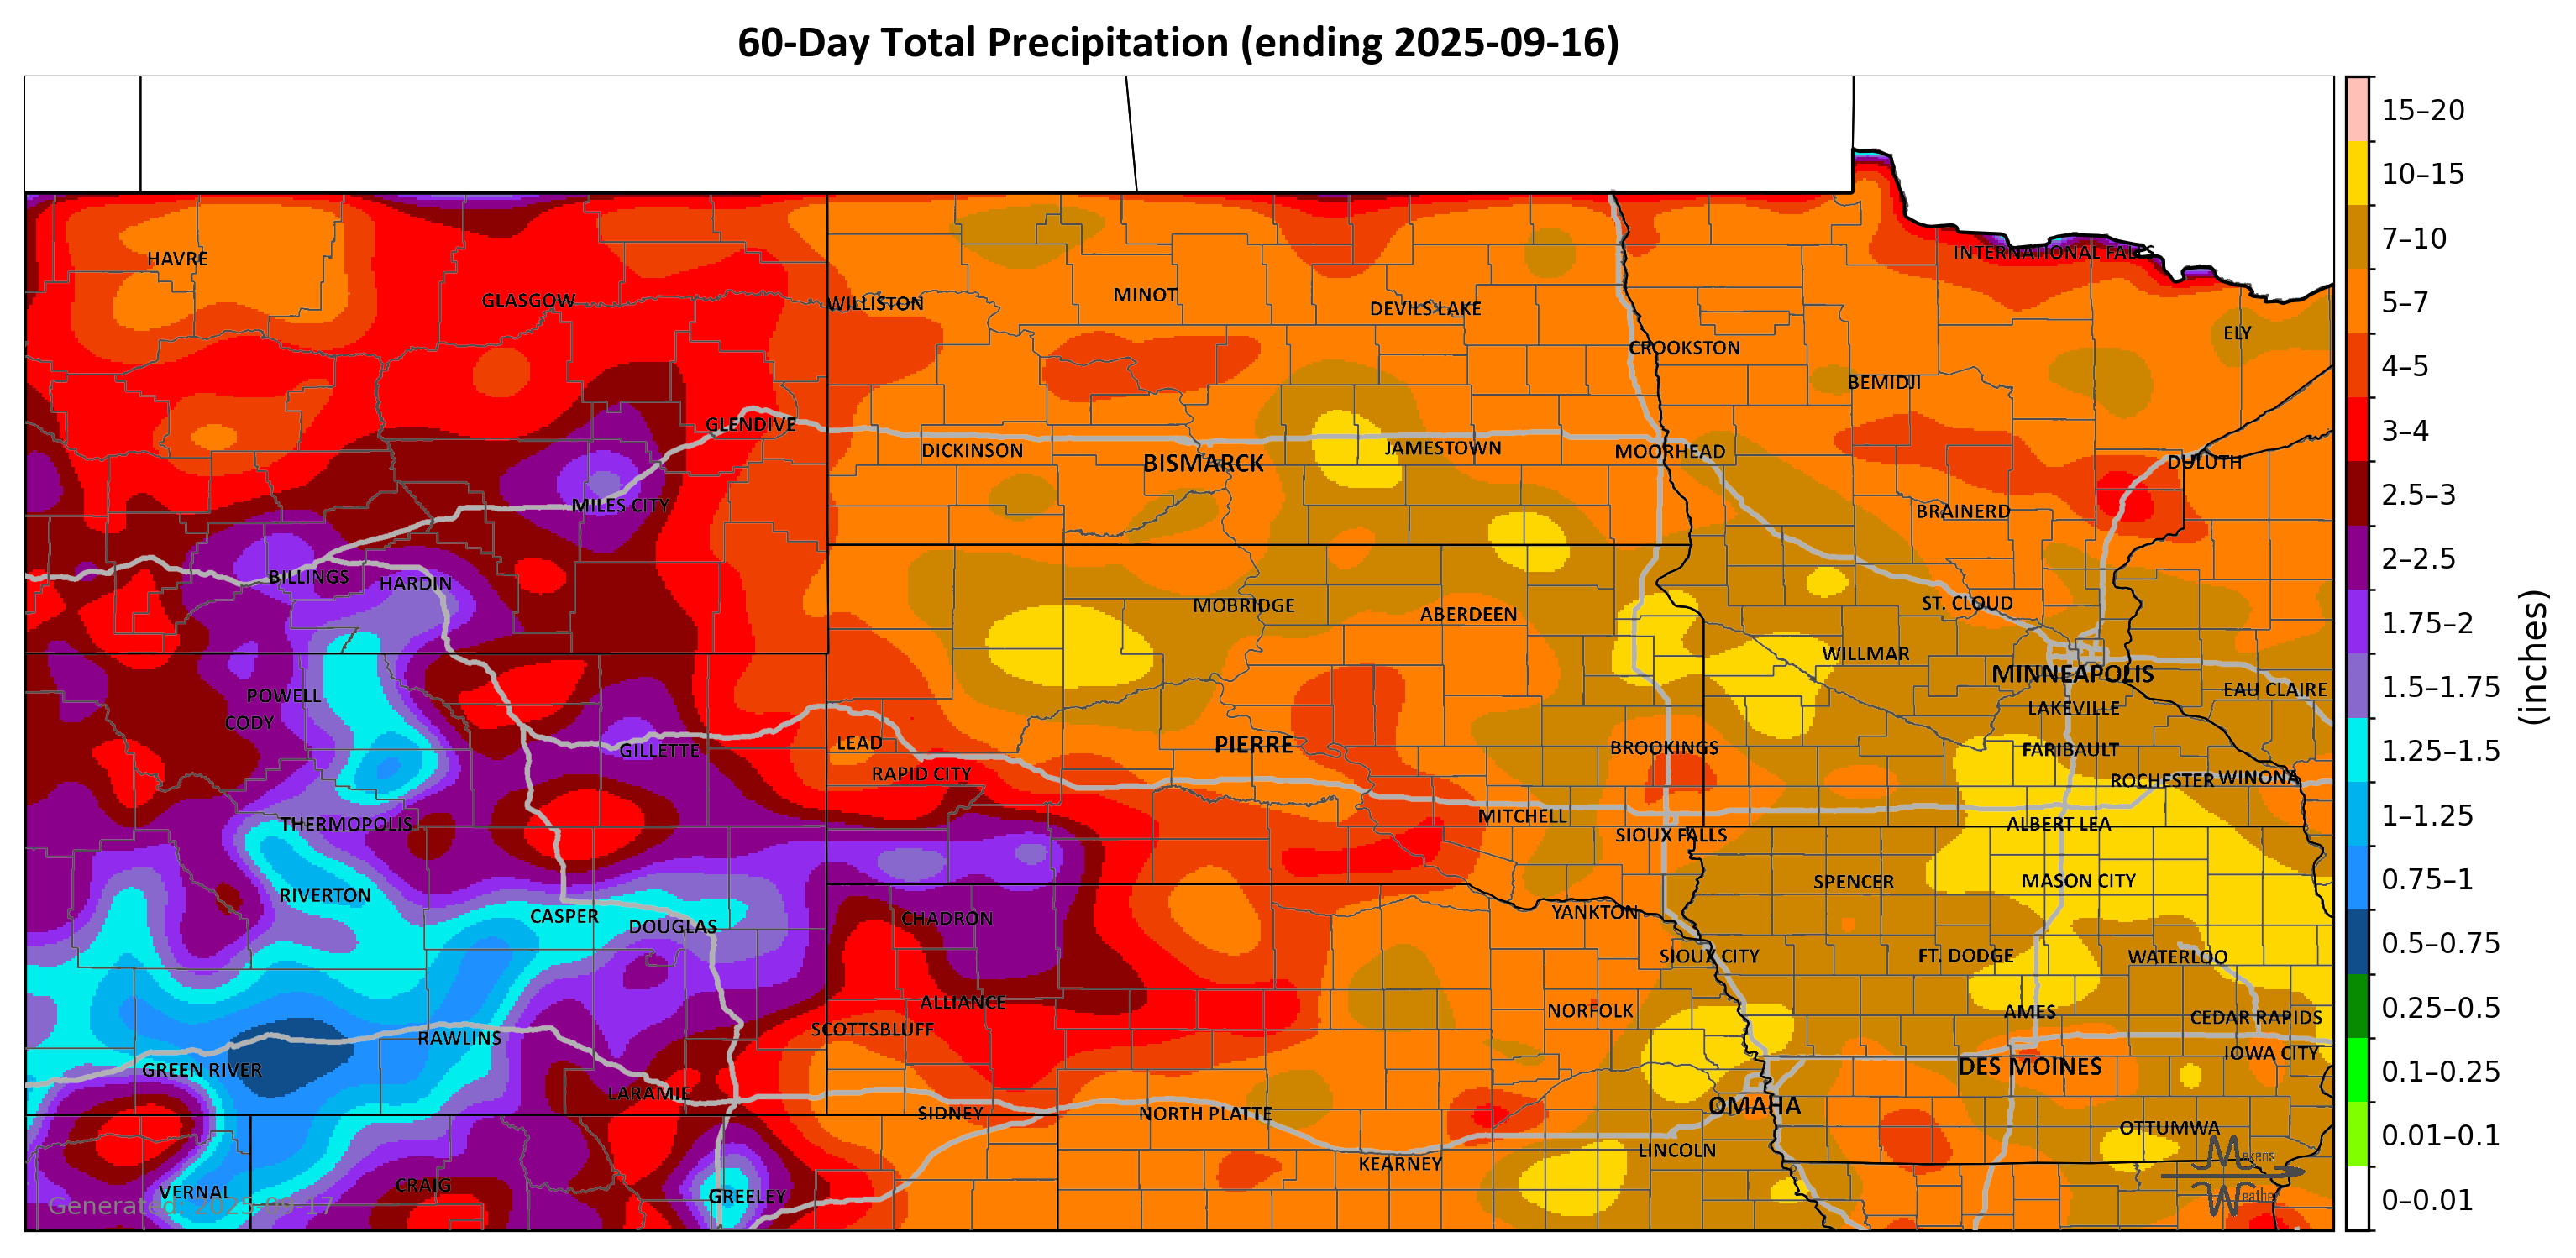 60-Day Total Precipitation (ending 2025-09-16)
15–20
10–15
7–10
5–7
4–5
3–4
2.5–3
2–2.5
1.75–2
1.5–1.75
1.25–1.5
1–1.25
0.75–1
0.5–0.75
0.25–0.5
0.1–0.25
0.01–0.1
0–0.01
(inches)
INTERNATIONAL FALLS
HAVRE
GLASGOW
WILLISTON
MINOT
DEVILS LAKE
ELY
CROOKSTON
BEMIDJI
GLENDIVE
DICKINSON
BISMARCK
JAMESTOWN
MOORHEAD
DULUTH
MILES CITY
BRAINERD
BILLINGS
HARDIN
MOBRIDGE
ABERDEEN
ST. CLOUD
WILLMAR
MINNEAPOLIS
POWELL
EAU CLAIRE
CODY
LAKEVILLE
GILLETTE
LEAD
PIERRE
BROOKINGS
FARIBAULT
RAPID CITY
ROCHESTER
WINONA
THERMOPOLIS
MITCHELL
SIOUX FALLS
ALBERT LEA
RIVERTON
SPENCER
MASON CITY
CASPER
DOUGLAS
CHADRON
YANKTON
SIOUX CITY
FT. DODGE
WATERLOO
ALLIANCE
NORFOLK
AMES
CEDAR RAPIDS
SCOTTSBLUFF
RAWLINS
IOWA CITY
GREEN RIVER
DES MOINES
LARAMIE
SIDNEY
NORTH PLATTE
OMAHA
OTTUMWA
LINCOLN
KEARNEY
Makens
Weather
VERNAL
CRAIG
GREELEY
Generated: 2025-09-17